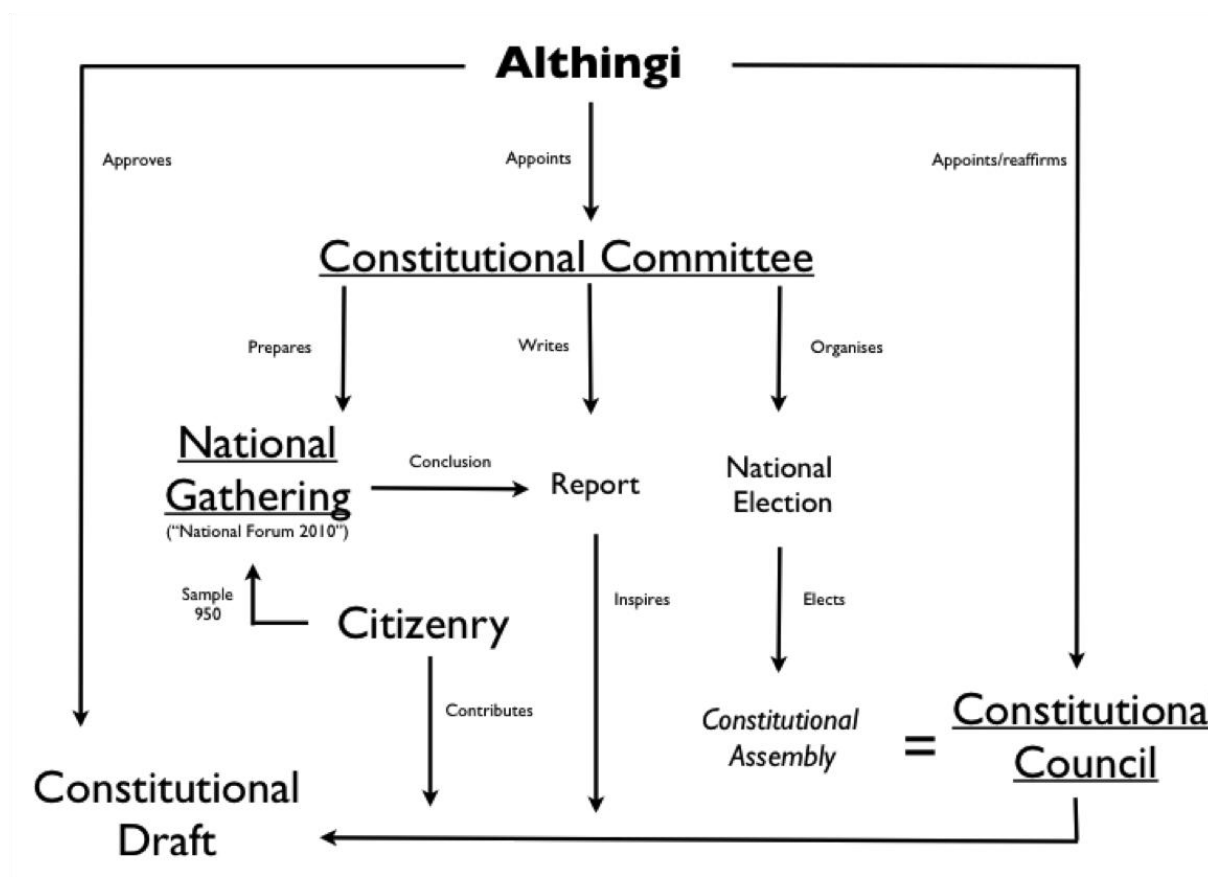 Althingi
Approves
Appoints
Appoints/reaffirms
Constitutional Committee
Prepares
Writes
Organises
National
Gathering
("National Forum 2010")
Conclusion
Report
National
Election
Sample
950
Citizenry
Inspires
Elects
Contributes
Constitutional
Assembly
=
Constitutiona
Council
Constitutional
Draft